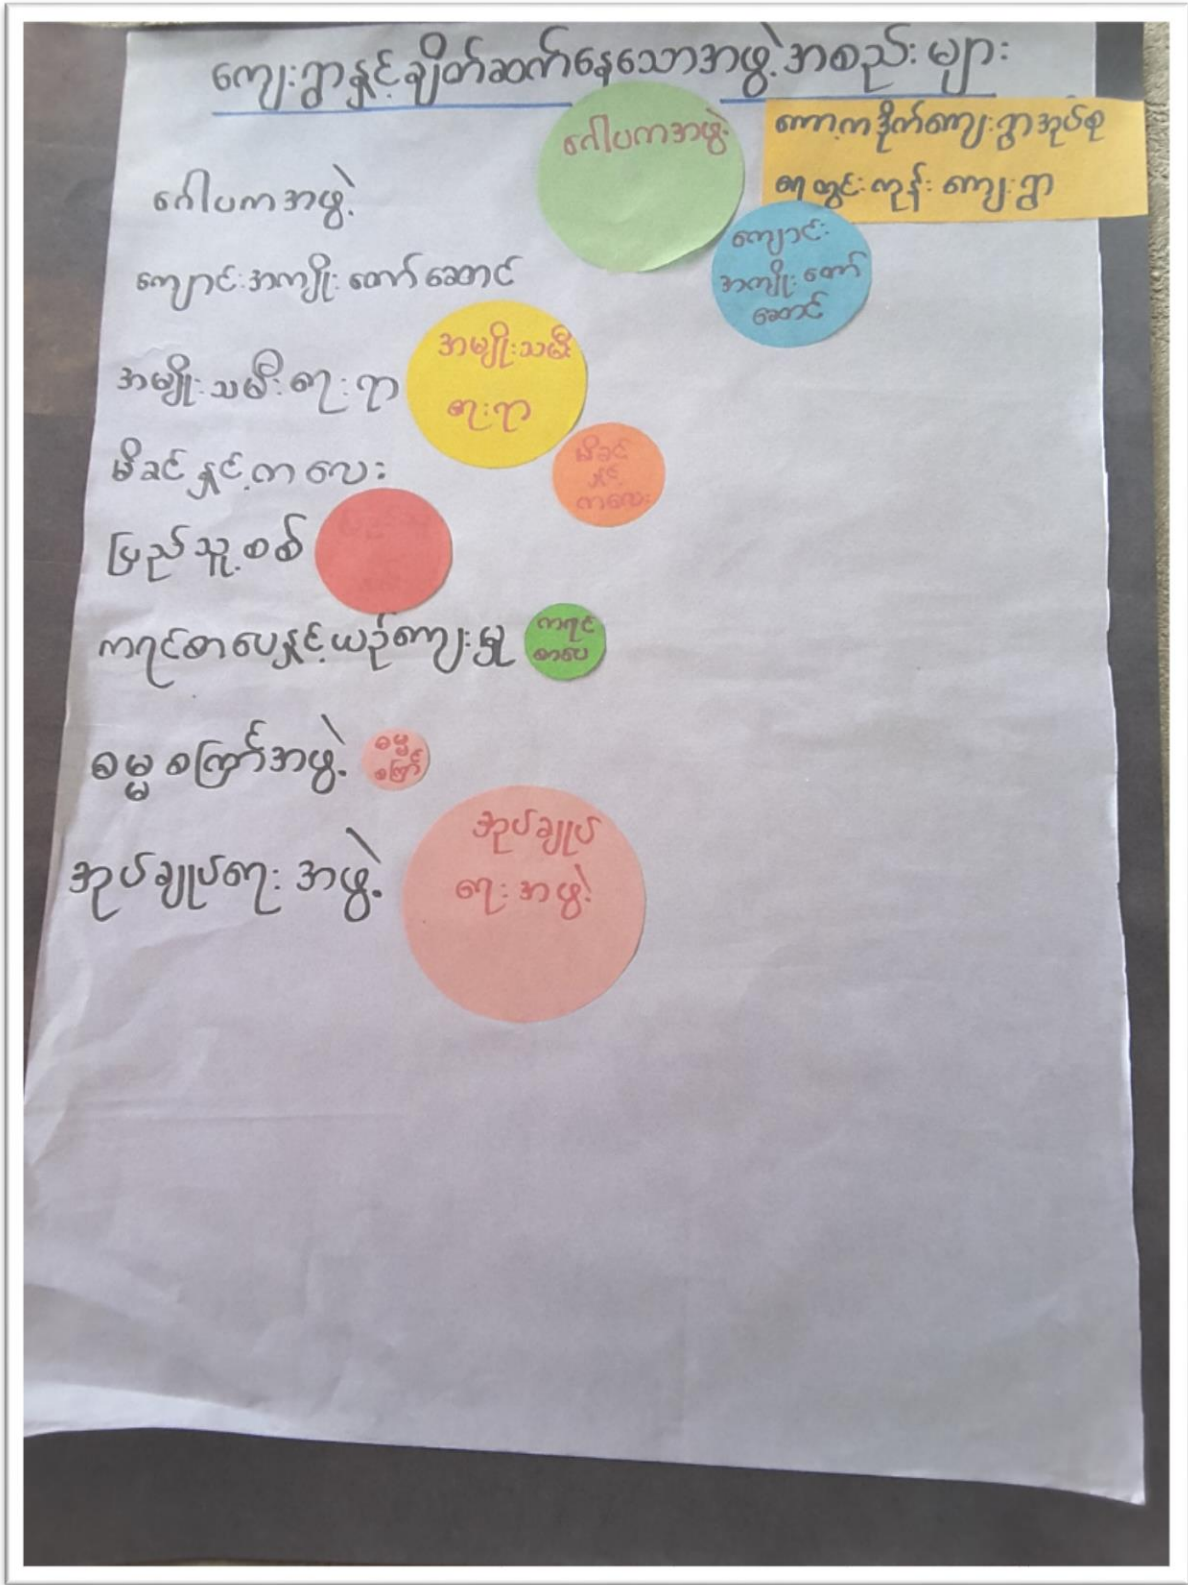 ကျေးရွာနှင့်ချိတ်ဆက်နေသောအဖွဲ့အစည်းများ
ကော့ကဒိုက်ကျေးရွာအုပ်စု
ရေတွင်းကုန်းကျေးရွာ
ဂေါပကအဖွဲ့
ဂေါပကအဖွဲ့
ကျောင်းအကျိုးတော်ဆောင်
ကျောင်း
အကျိုးတော်
ဆောင်
အမျိုးသမီးရေးရာ
အမျိုးသမီး
ရေးရာ
မိခင်နှင့်ကလေး
မိခင်
နှင့်
ကလေး
ပြည်သူ့စစ်
ကရင်စာပေနှင့်ယဉ်ကျေးမှု
ကရင်
စာပေ
ဓမ္မစကြာအဖွဲ့
ဓမ္မ
စကြာ
အုပ်ချုပ်ရေးအဖွဲ့
အုပ်ချုပ်
ရေးအဖွဲ့